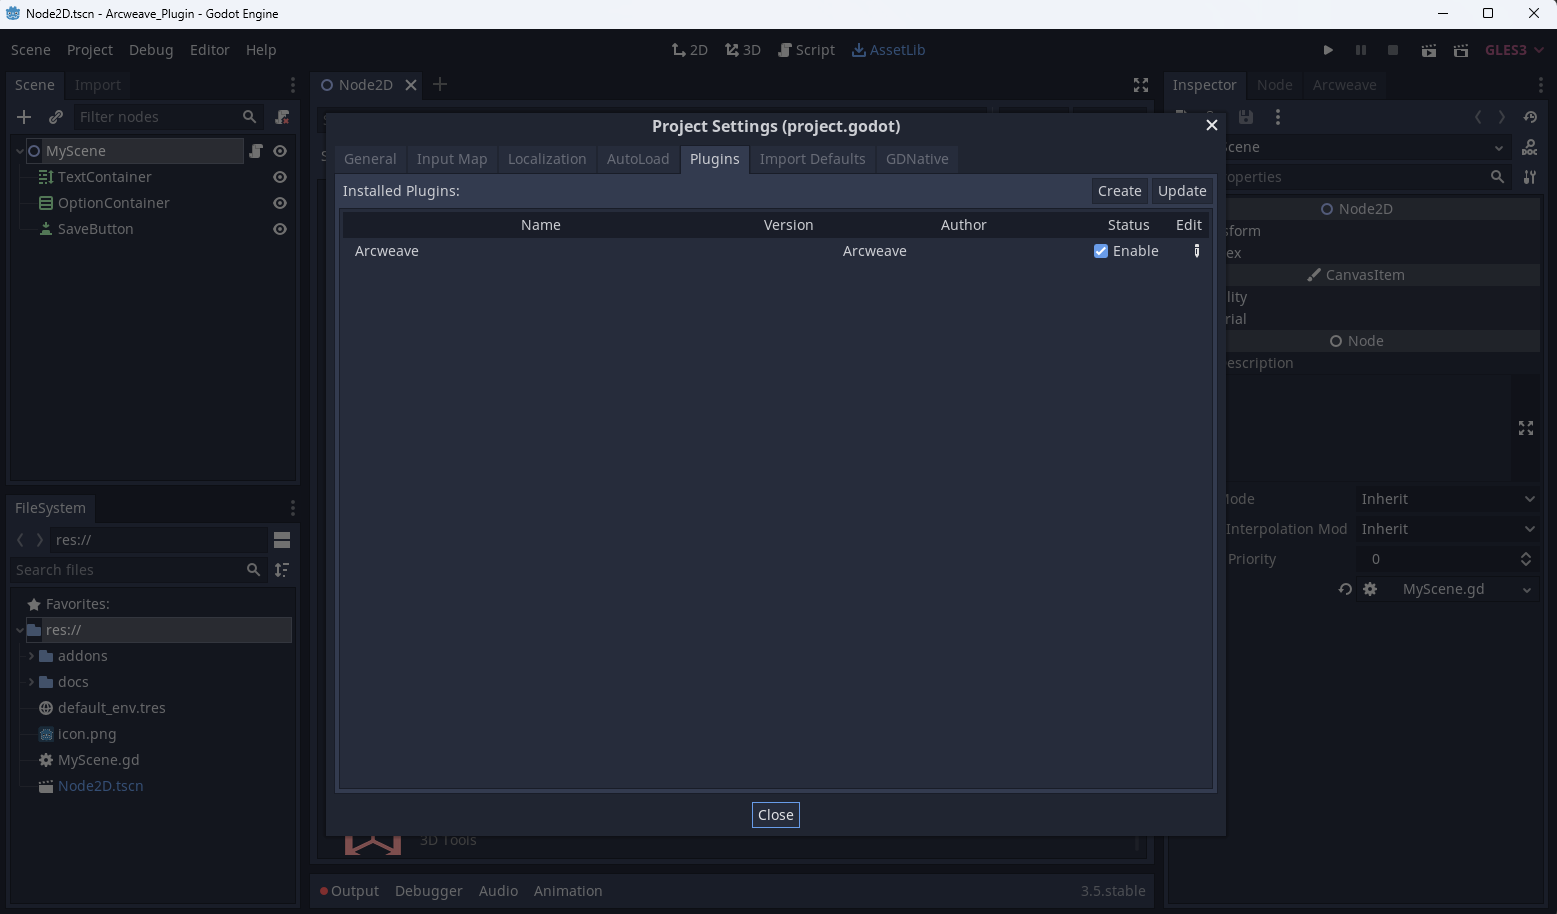 Node2D.tscn - Arcweave_Plugin - Godot Engine
Scene Project Debug Editor Help
2D 3D Script AssetLib
GLES3
Scene Import
Filter nodes
MyScene
TextContainer
OptionContainer
SaveButton
FileSystem
res://
Search files
Favorites:
res://
addons
docs
default_env.tres
icon.png
MyScene.gd
Node2D.tscn
Node2D
Project Settings (project.godot)
General Input Map Localization AutoLoad Plugins Import Defaults GDNative
Installed Plugins:
Create Update
Name Version Author Status Edit
Arcweave Arcweave Enable
Close
3D Tools
Output Debugger Audio Animation
3.5.stable
Inspector Node Arcweave
cene
operties
Node2D
sform
ex
CanvasItem
lity
rial
Node
escription
Mode Inherit
Interpolation Mod Inherit
Priority 0
MyScene.gd